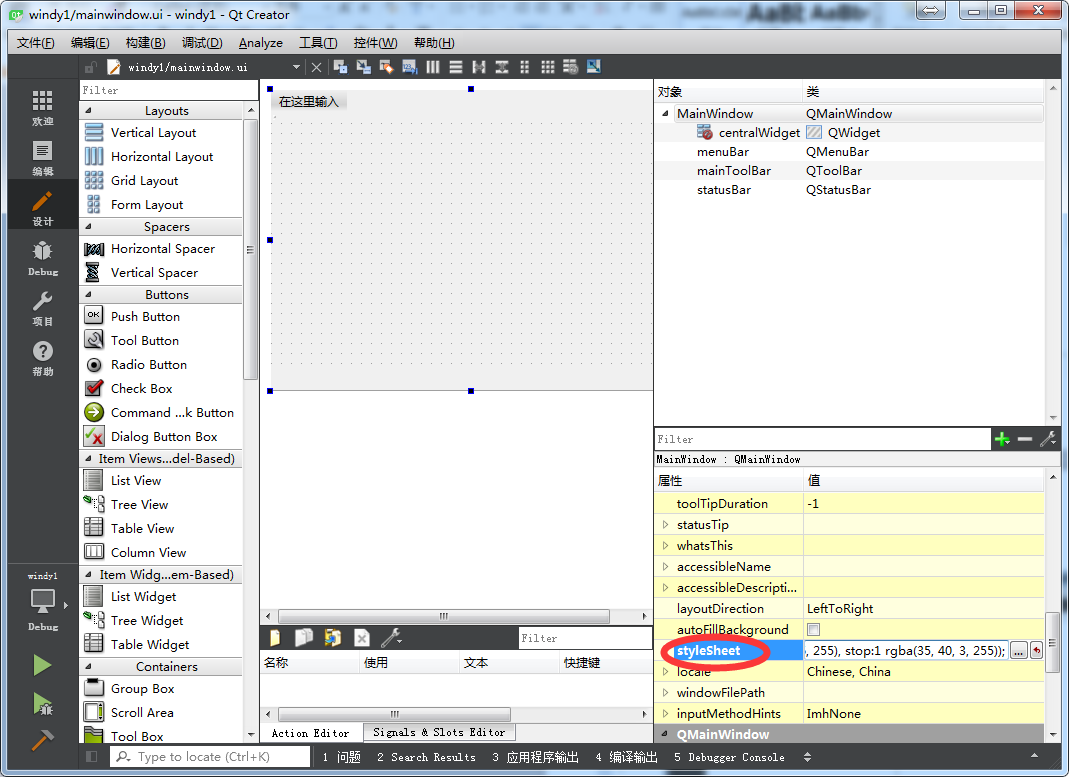 windy1/mainwindow.ui - windy1 - Qt Creator
文件(F) 编辑(E) 构建(B) 调试(D) Analyze 工具(T) 控件(W) 帮助(H)
windy1/mainwindow.ui
欢迎
编辑
设计
Debug
项目
帮助
windy1
Debug
Filter
Layouts
Vertical Layout
Horizontal Layout
Grid Layout
Form Layout
Spacers
Horizontal Spacer
Vertical Spacer
Buttons
OK Push Button
Tool Button
Radio Button
Check Box
Command ...k Button
Dialog Button Box
Item Views...del-Based)
List View
Tree View
Table View
Column View
Item Widg...em-Based)
List Widget
Tree Widget
Table Widget
Containers
Group Box
Scroll Area
Tool Box
在这里输入
Filter
名称 使用 文本 快捷键
Action Editor Signals & Slots Editor
对象 类
MainWindow QMainWindow
centralWidget QWidget
menuBar QMenuBar
mainToolBar QToolBar
statusBar QStatusBar
Filter
MainWindow : QMainWindow
属性 值
toolTipDuration -1
statusTip
whatsThis
accessibleName
accessibleDescripti...
layoutDirection LeftToRight
autoFillBackground
styleSheet , 255), stop:1 rgba(35, 40, 3, 255)); ...
locale Chinese, China
windowFilePath
inputMethodHints ImhNone
QMainWindow
Type to locate (Ctrl+K) 1 问题 2 Search Results 3 应用程序输出 4 编译输出 5 Debugger Console